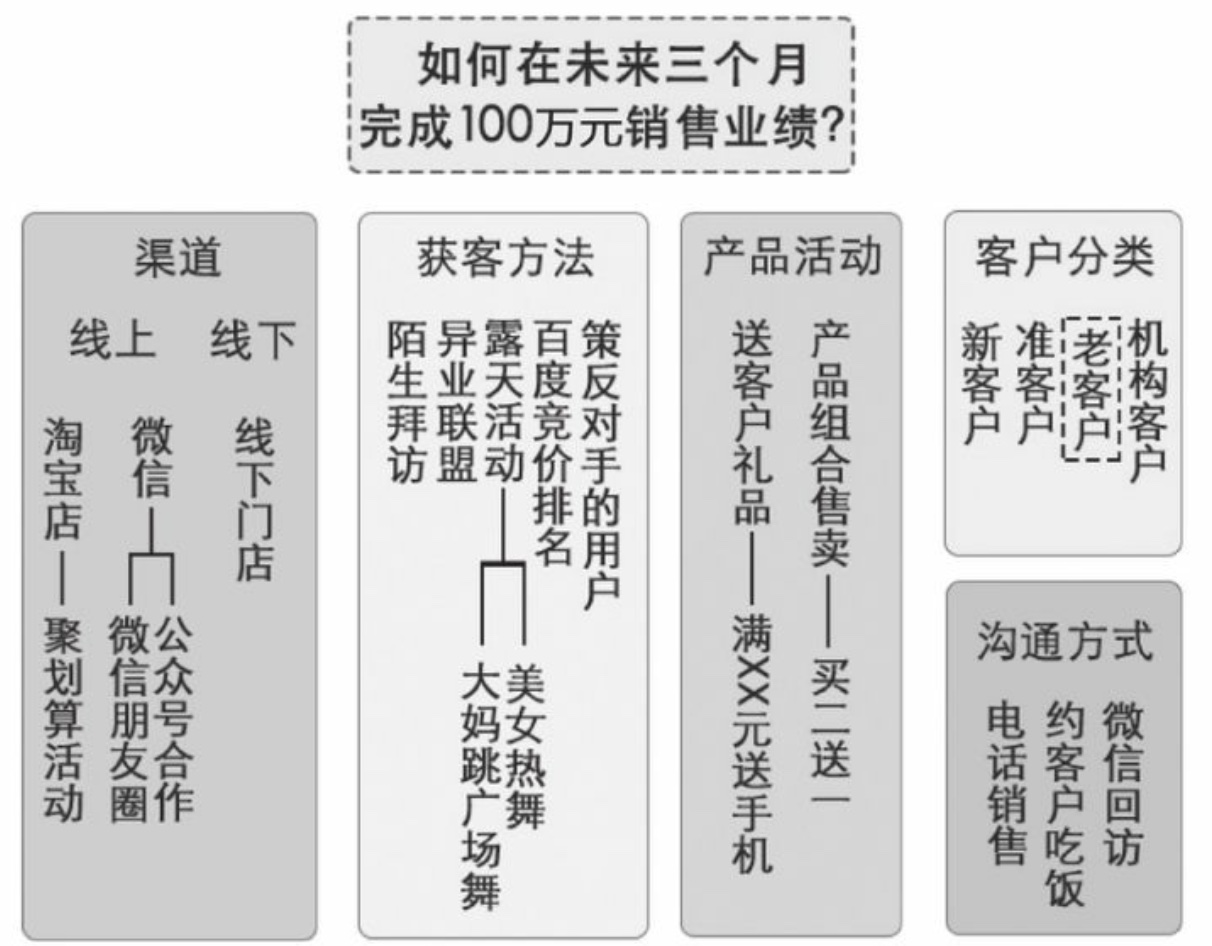 如何在未来三个月
完成100万元销售业绩?
渠道
线上
线下
淘宝店
聚划算活动
微信
微信朋友圈
公众号合作
线下门店
获客方法
陌生拜访
异业联盟
露天活动
大妈跳广场舞
美女热舞
百度竞价排名
策反对手的用户
产品活动
送客户礼品
满XX元送手机
产品组合售卖
买二送一
客户分类
新客户
准客户
老客户
机构客户
沟通方式
电话销售
约客户吃饭
微信回访